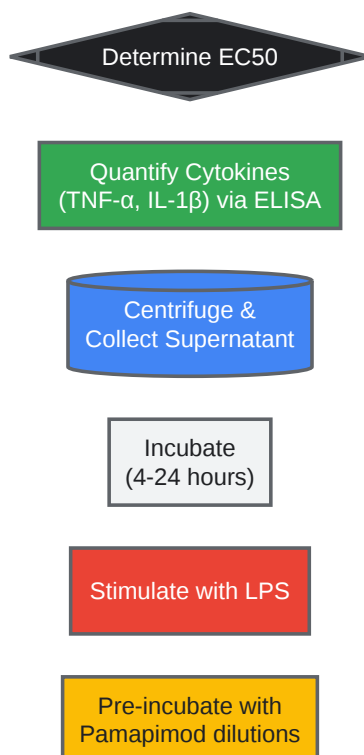 Determine EC50
Quantify Cytokines
(TNF-α, IL-1β) via ELISA
Centrifuge &
Collect Supernatant
Incubate
(4-24 hours)
Stimulate with LPS
Pre-incubate with
Pamapimod dilutions